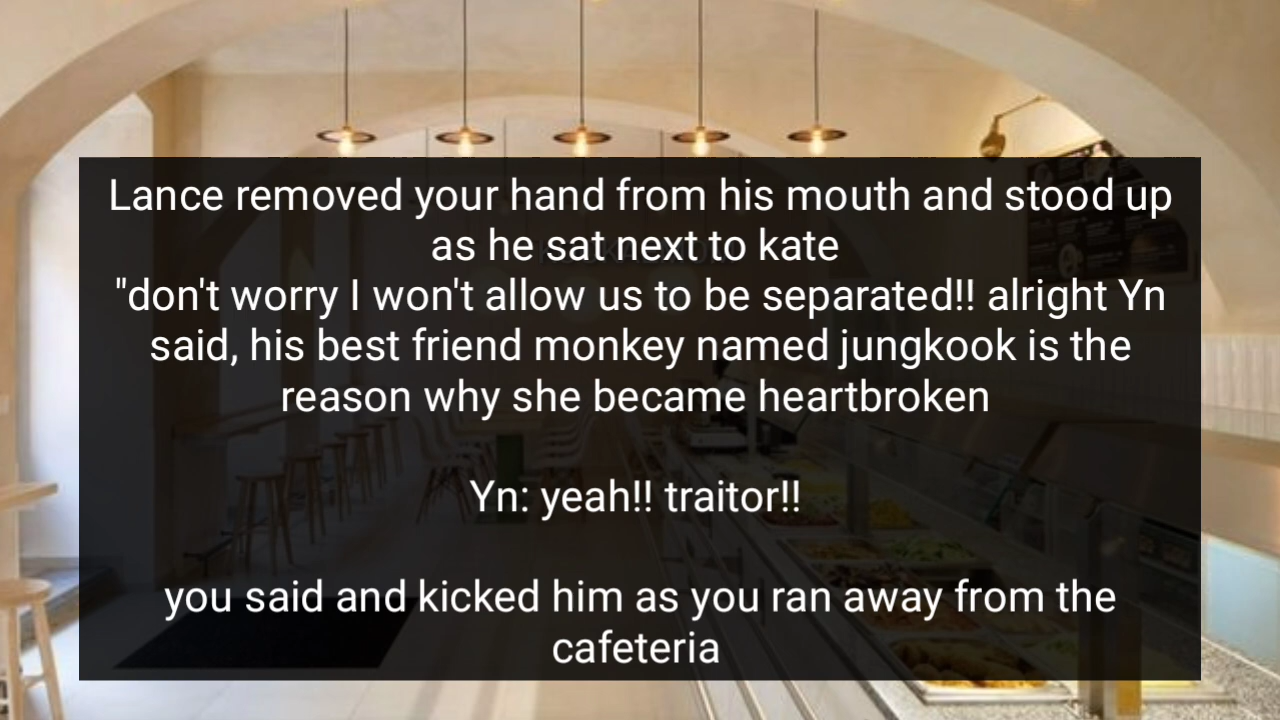 Lance removed your hand from his mouth and stood up
as he sat next to kate
"don't worry I won't allow us to be separated!! alright Yn
said, his best friend monkey named jungkook is the
reason why she became heartbroken
Yn: yeah!! traitor!!
you said and kicked him as you ran away from the
cafeteria